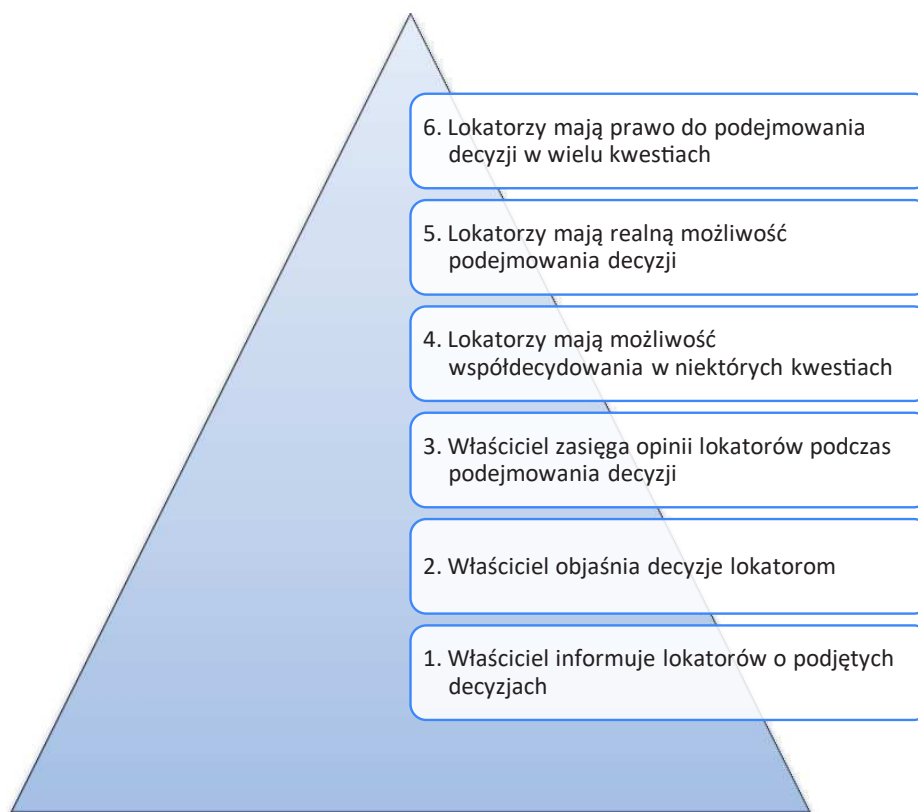 6. Lokatorzy mają prawo do podejmowania
decyzji w wielu kwestiach
5. Lokatorzy mają realną możliwość
podejmowania decyzji
4. Lokatorzy mają możliwość
współdecydowania w niektórych kwestiach
3. Właściciel zasięga opinii lokatorów podczas
podejmowania decyzji
2. Właściciel objaśnia decyzje lokatorom
1. Właściciel informuje lokatorów o podjętych
decyzjach